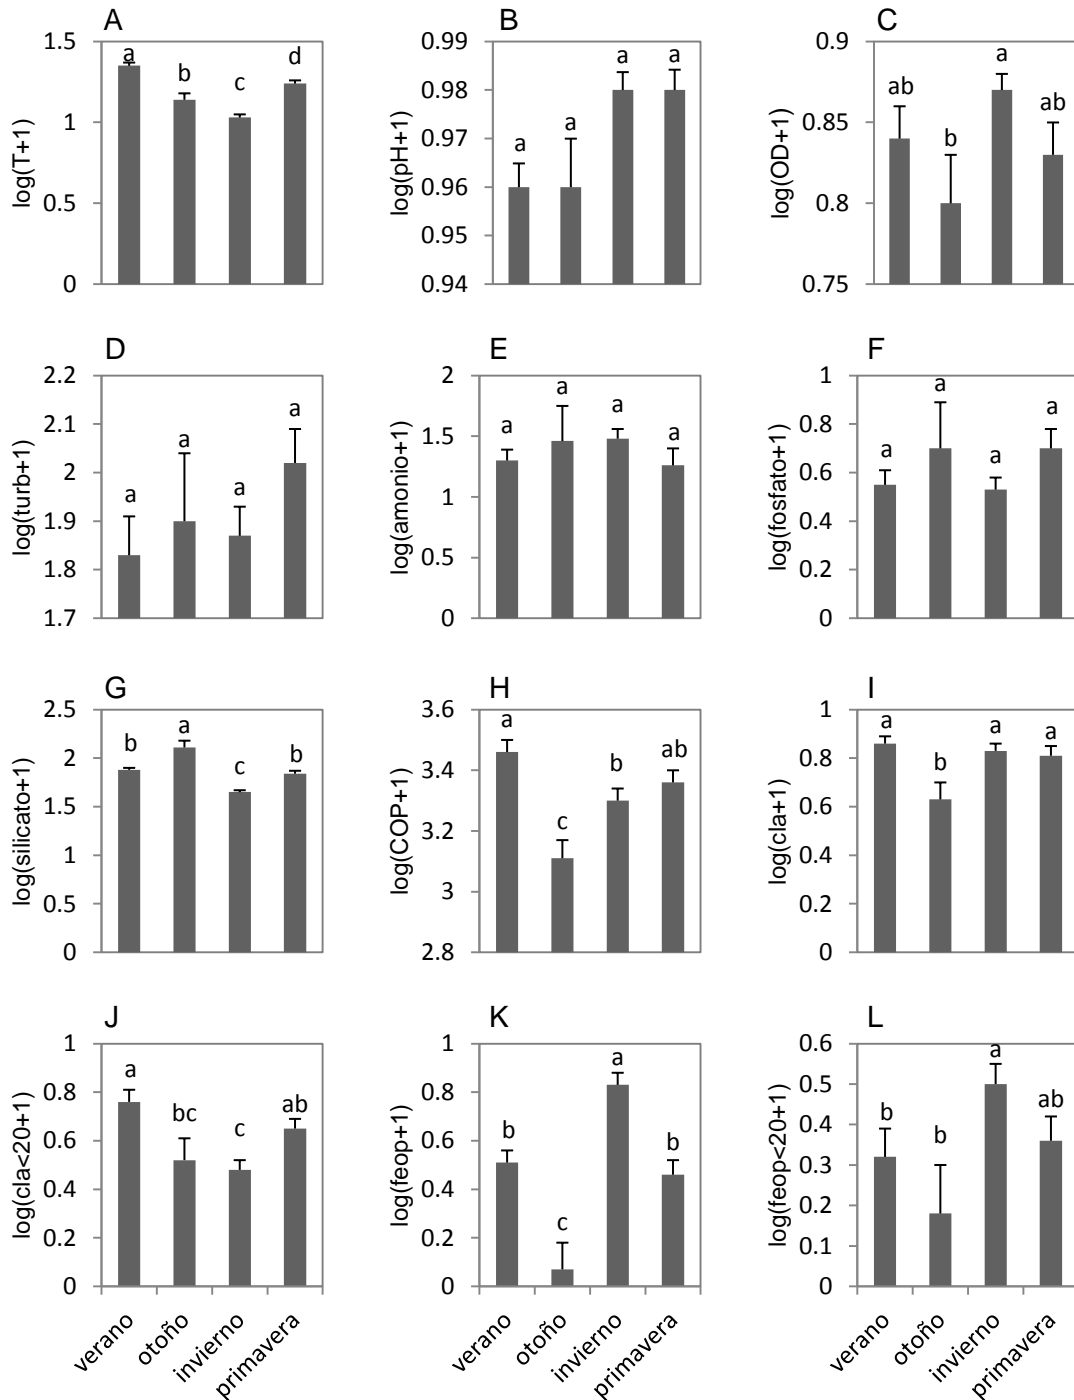 A
log(T+1)
1.5
1
0.5
0
a
b
c
d
B
log(pH+1)
0.99
0.98
0.97
0.96
0.95
0.94
a
a
a
a
C
log(OD+1)
0.9
0.85
0.8
0.75
ab
b
a
ab
D
log(turb+1)
2.2
2.1
2
1.9
1.8
1.7
a
a
a
a
E
log(amonio+1)
2
1.5
1
0.5
0
a
a
a
a
F
log(fosfato+1)
1
0.8
0.6
0.4
0.2
0
a
a
a
a
G
log(silicato+1)
2.5
2
1.5
1
0.5
0
b
a
c
b
H
log(COP+1)
3.6
3.4
3.2
3
2.8
a
c
b
ab
I
log(cla+1)
1
0.8
0.6
0.4
0.2
0
a
b
a
a
J
log(cla<20+1)
1
0.8
0.6
0.4
0.2
0
a
bc
c
ab
verano
otoño
invierno
primavera
K
log(feop+1)
1
0.8
0.6
0.4
0.2
0
b
c
a
b
verano
otoño
invierno
primavera
L
log(feop<20+1)
0.6
0.5
0.4
0.3
0.2
0.1
0
b
b
a
ab
verano
otoño
invierno
primavera